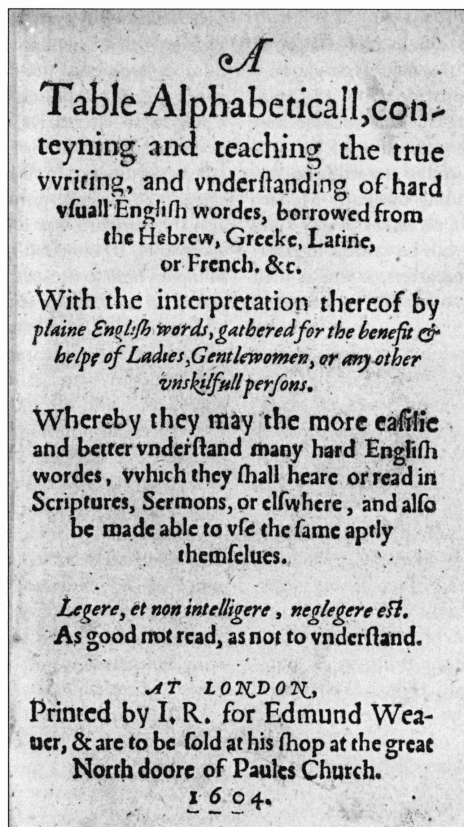 A
Table Alphabeticall, con-
teyning and teaching the true
vvriting, and vnderſtanding of hard
vſuall Engliſh wordes, borrowed from
the Hebrew, Greeke, Latine,
or French. &c.
With the interpretation thereof by
plaine Engliſh words, gathered for the benefit &
helpe of Ladies, Gentlewomen, or any other
vnskilfull perſons.
Whereby they may the more eaſilie
and better vnderſtand many hard Engliſh
wordes, vvhich they ſhall heare or read in
Scriptures, Sermons, or elſwhere, and alſo
be made able to vſe the ſame aptly
themſelues.
Legere, et non intelligere, neglegere eſt.
As good not read, as not to vnderſtand.
AT LONDON,
Printed by I. R. for Edmund Wea-
uer, & are to be ſold at his ſhop at the great
North doore of Paules Church.
1604.